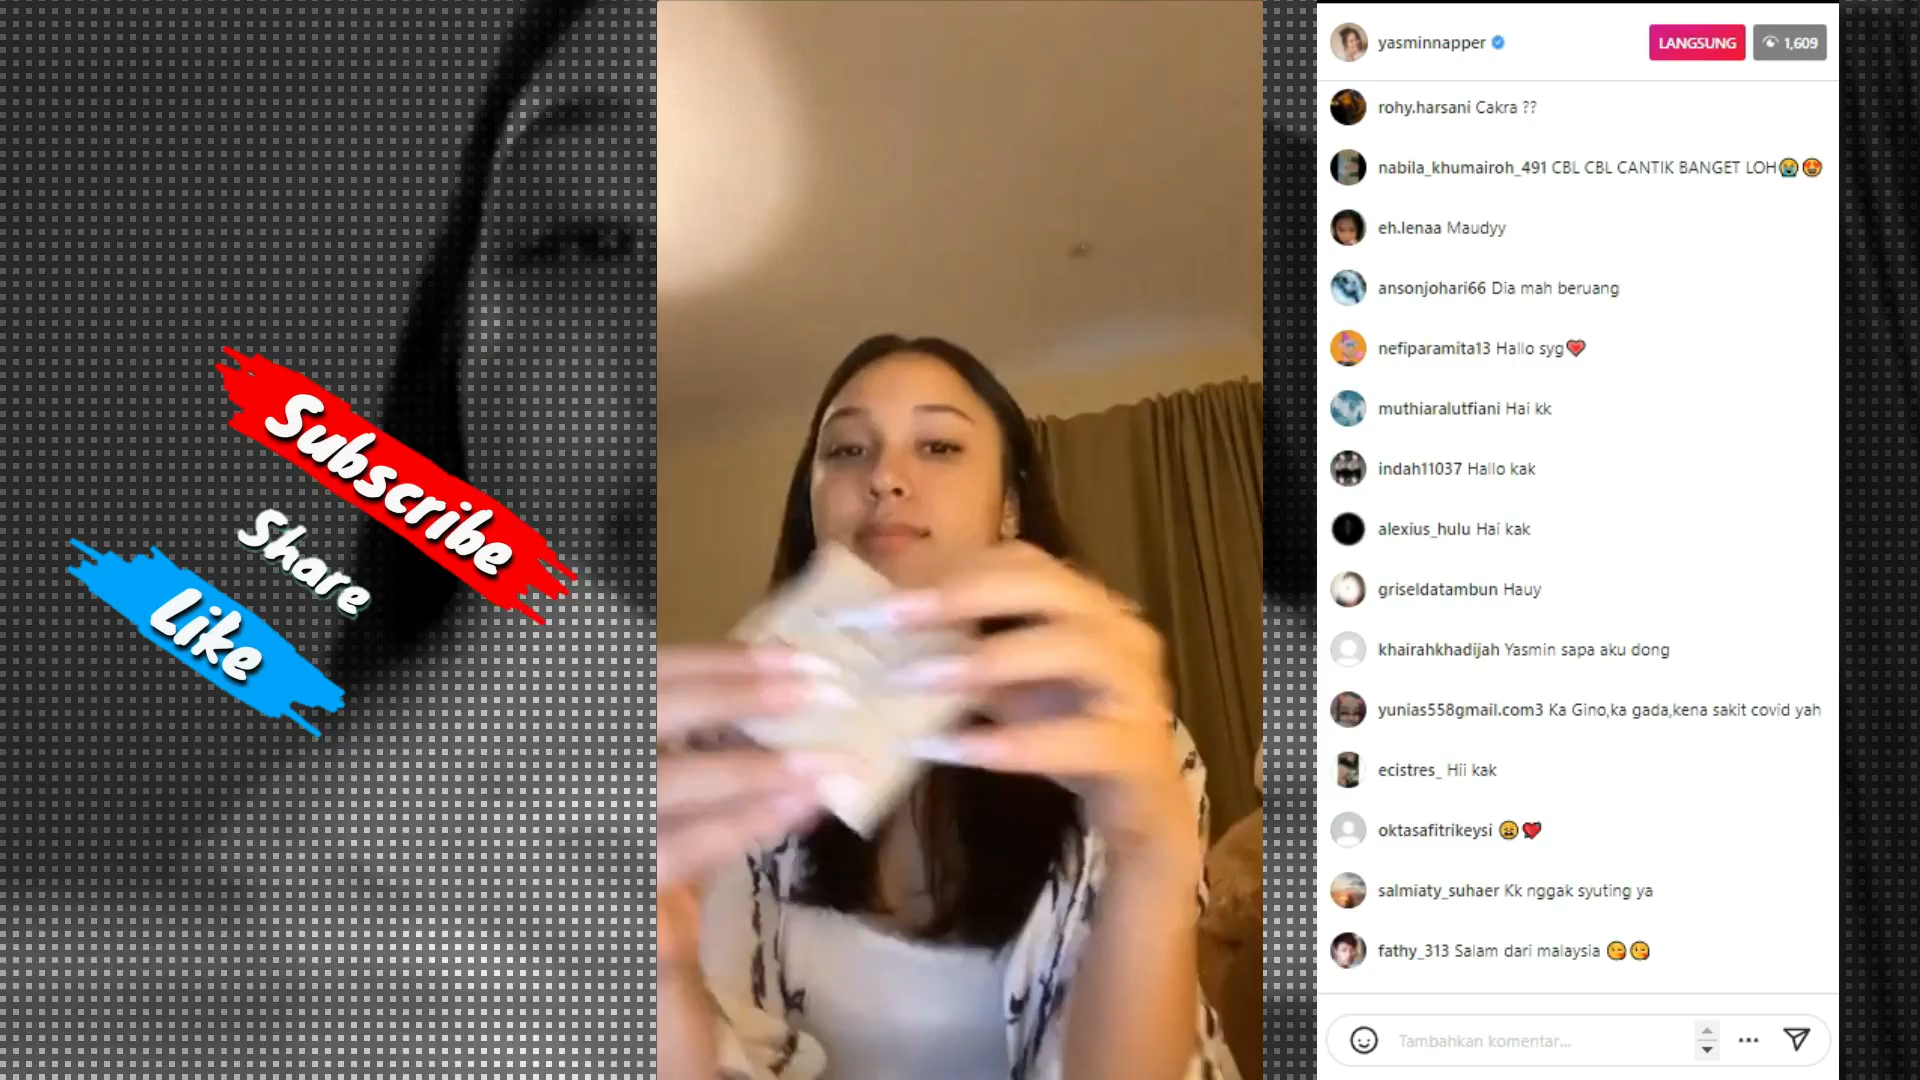 Subscribe
Share
Like
yasminnapper
LANGSUNG
1,609
rohy.harsani Cakra ??
nabila_khumairoh_491 CBL CBL CANTIK BANGET LOH😭🤩
eh.lenaa Maudyy
ansonjohari66 Dia mah beruang
nefiparamita13 Hallo syg❤️
muthiaralutfiani Hai kk
indah11037 Hallo kak
alexius_hulu Hai kak
griseldatambun Hauy
khairahkhadijah Yasmin sapa aku dong
yunias558gmail.com3 Ka Gino,ka gada,kena sakit covid yah
ecistres_ Hii kak
oktasafitrikeysi 😩❤️
salmiaty_suhaer Kk nggak syuting ya
fathy_313 Salam dari malaysia 😘😘
Tambahkan komentar...